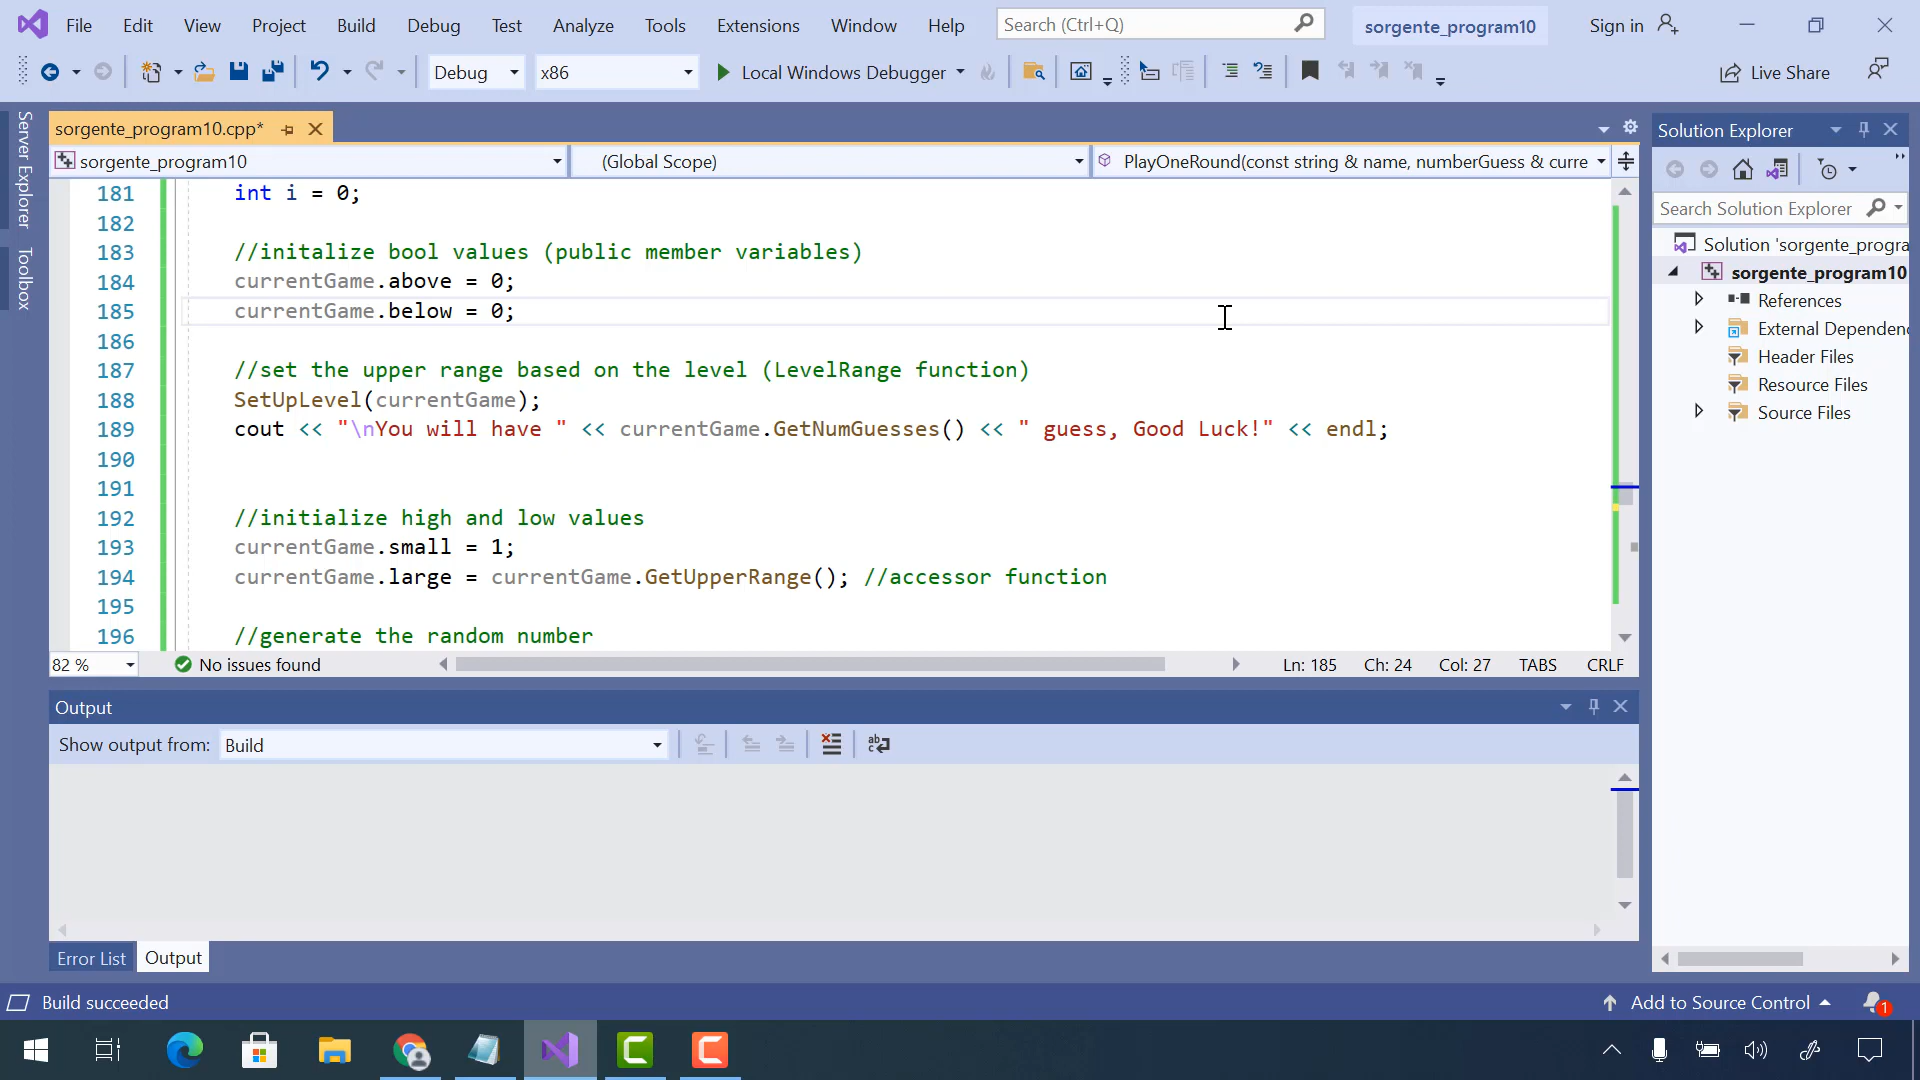 File Edit View Project Build Debug Test Analyze Tools Extensions Window Help Search (Ctrl+Q) sorgente_program10 Sign in
Debug x86 Local Windows Debugger Live Share
Server Explorer
Toolbox
sorgente_program10.cpp*
sorgente_program10 (Global Scope) PlayOneRound(const string & name, numberGuess & curre
181 int i = 0;
182
183 //initalize bool values (public member variables)
184 currentGame.above = 0;
185 currentGame.below = 0;
186
187 //set the upper range based on the level (LevelRange function)
188 SetUpLevel(currentGame);
189 cout << "\nYou will have " << currentGame.GetNumGuesses() << " guess, Good Luck!" << endl;
190
191
192 //initialize high and low values
193 currentGame.small = 1;
194 currentGame.large = currentGame.GetUpperRange(); //accessor function
195
196 //generate the random number
82 % No issues found Ln: 185 Ch: 24 Col: 27 TABS CRLF
Output
Show output from: Build
Error List Output
Solution Explorer
Search Solution Explorer
Solution 'sorgente_progra
sorgente_program10
References
External Dependenc
Header Files
Resource Files
Source Files
Build succeeded Add to Source Control 1